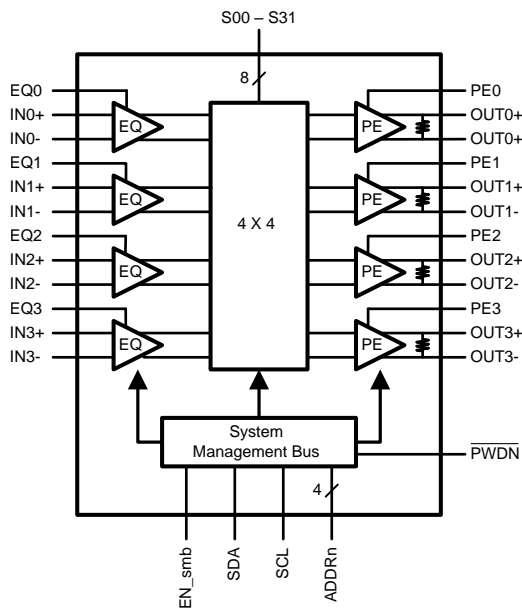 S00 – S31
8
EQ0
IN0+
IN0-
EQ
PE0
OUT0+
OUT0+
PE
EQ1
IN1+
IN1-
EQ
PE1
OUT1+
OUT1-
PE
4 X 4
EQ2
IN2+
IN2-
EQ
PE2
OUT2+
OUT2-
PE
EQ3
IN3+
IN3-
EQ
PE3
OUT3+
OUT3-
PE
System
Management Bus
PWDN
4
EN_smb
SDA
SCL
ADDRn